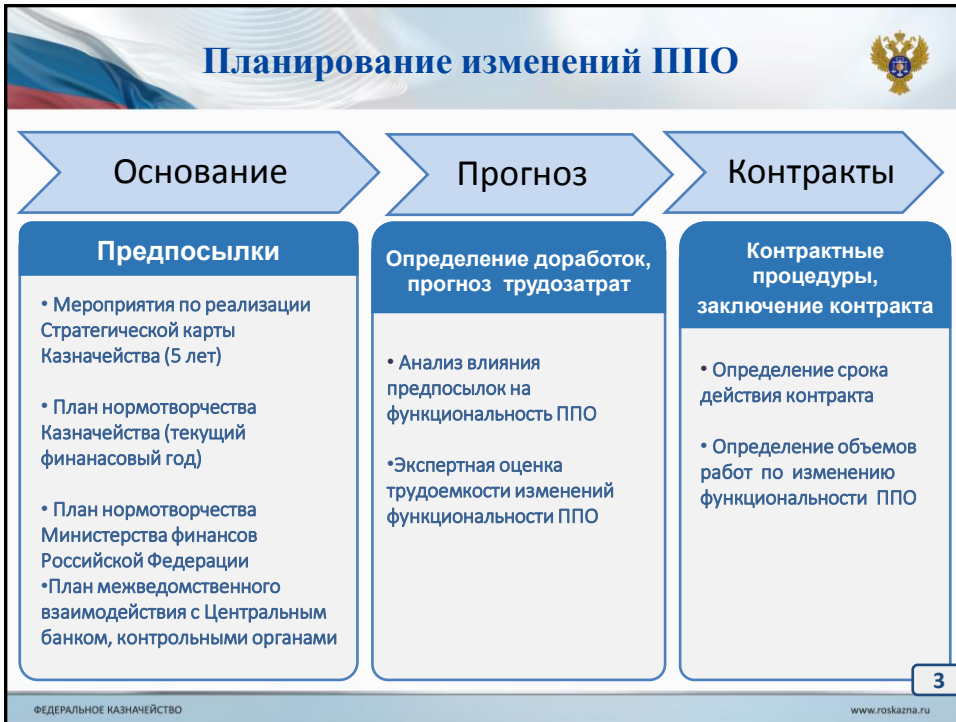 Планирование изменений ППО
Основание
Прогноз
Контракты
Предпосылки
• Мероприятия по реализации
Стратегической карты
Казначейства (5 лет)
• План нормотворчества
Казначейства (текущий
финанасовый год)
• План нормотворчества
Министерства финансов
Российской Федерации
•План межведомственного
взаимодействия с Центральным
банком, контрольными органами
Определение доработок,
прогноз трудозатрат
• Анализ влияния
предпосылок на
функциональность ППО
•Экспертная оценка
трудоемкости изменений
функциональности ППО
Контрактные
процедуры,
заключение контракта
• Определение срока
действия контракта
• Определение объемов
работ по изменению
функциональности ППО
3
ФЕДЕРАЛЬНОЕ КАЗНАЧЕЙСТВО
www.roskazna.ru